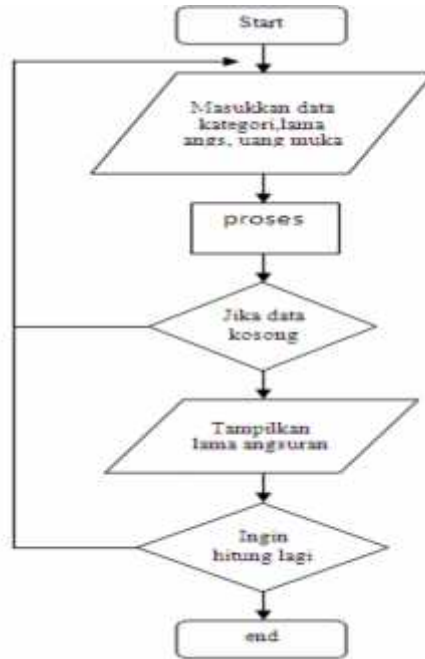 Start
Masukkan data
kategori,lama
angs, uang muka
proses
Jika data
kosong
Tampilkan
lama angsuran
Ingin
hitung lagi
end